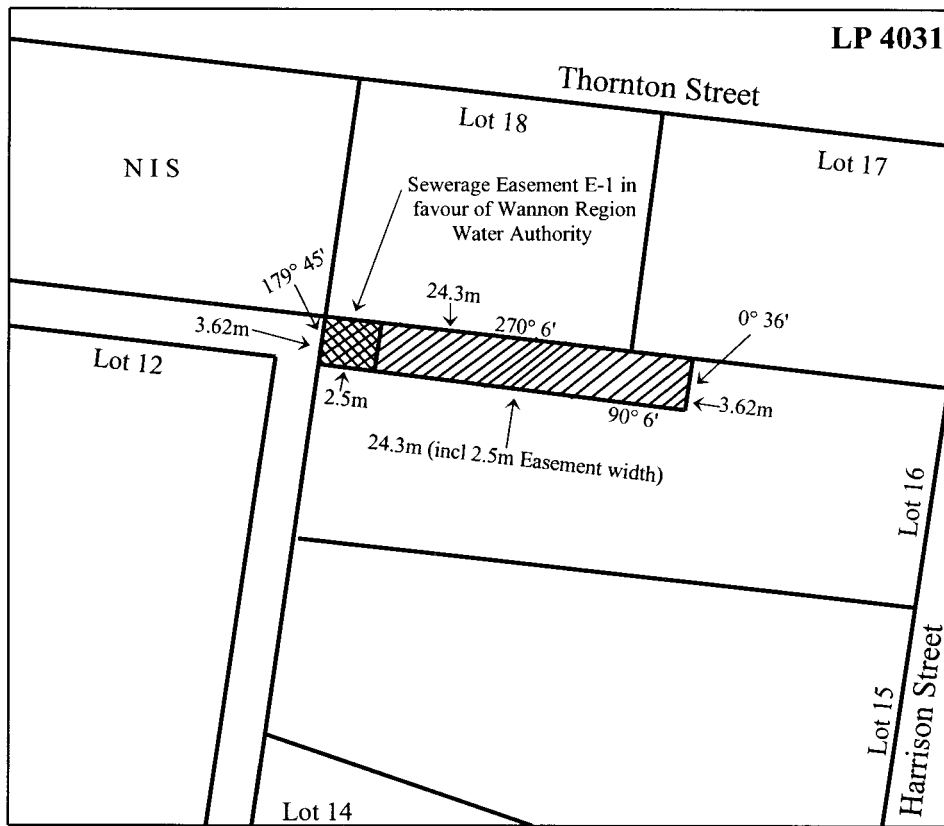 LP 4031
Thornton Street
Lot 18
Lot 17
N I S
Sewerage Easement E-1 in
favour of Wannon Region
Water Authority
179° 45'
24.3m
270° 6'
0° 36'
3.62m
Lot 12
2.5m
90° 6'
3.62m
24.3m (incl 2.5m Easement width)
Lot 16
Lot 15
Harrison Street
Lot 14